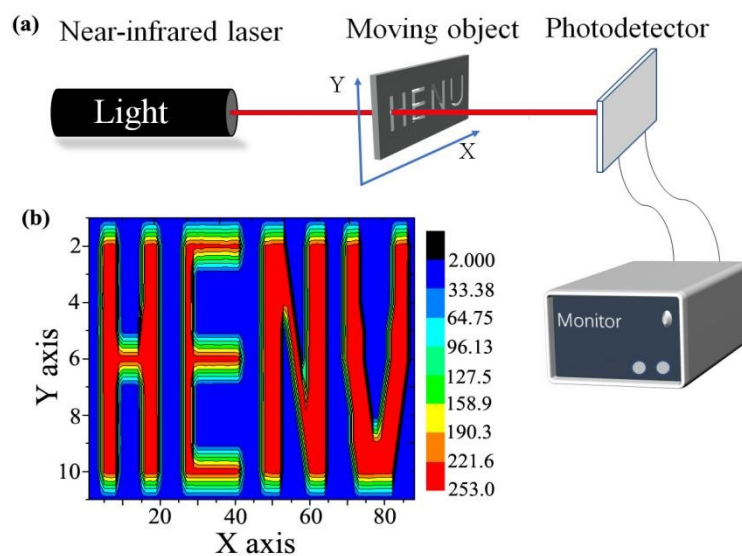 (a)
Near-infrared laser
Moving object
Photodetector
Light
Y
HENU
X
(b)
2
4
6
8
10
Y axis
20
40
60
80
X axis
2.000
33.38
64.75
96.13
127.5
158.9
190.3
221.6
253.0
HENU
Monitor